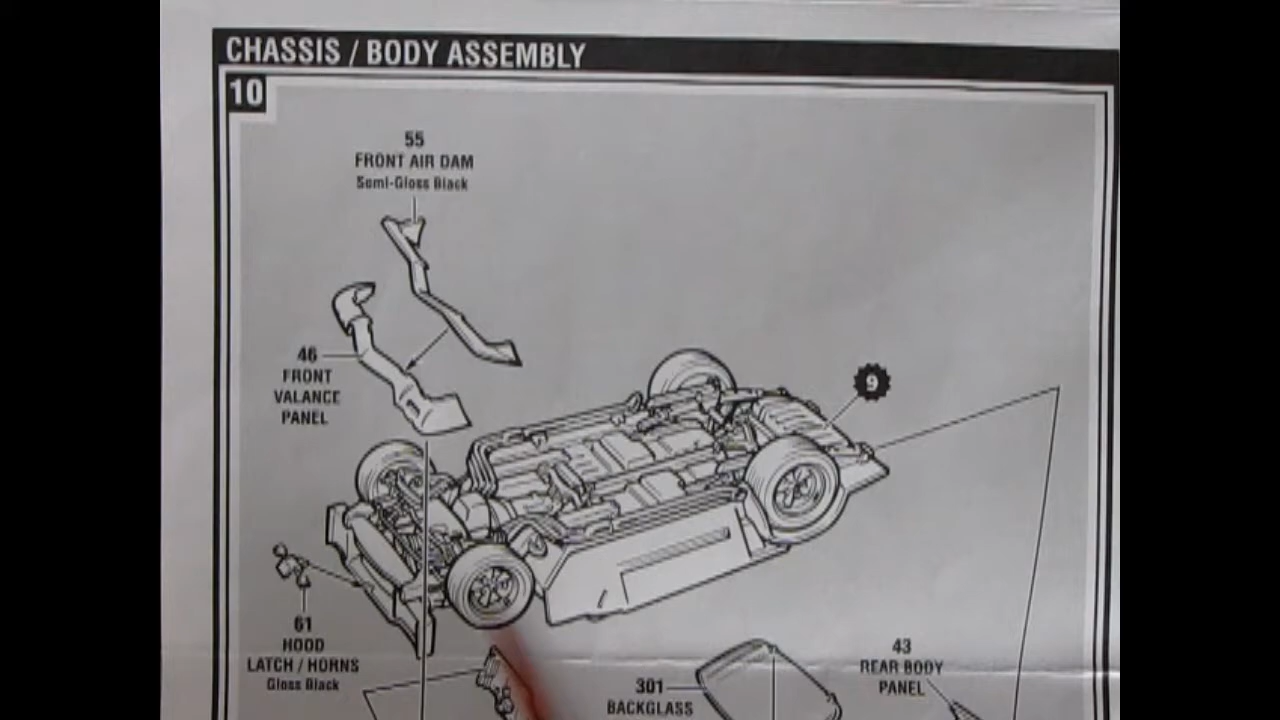 CHASSIS / BODY ASSEMBLY
10
55
FRONT AIR DAM
Semi-Gloss Black
46
FRONT
VALANCE
PANEL
9
61
HOOD
LATCH / HORNS
Gloss Black
301
BACKGLASS
43
REAR BODY
PANEL